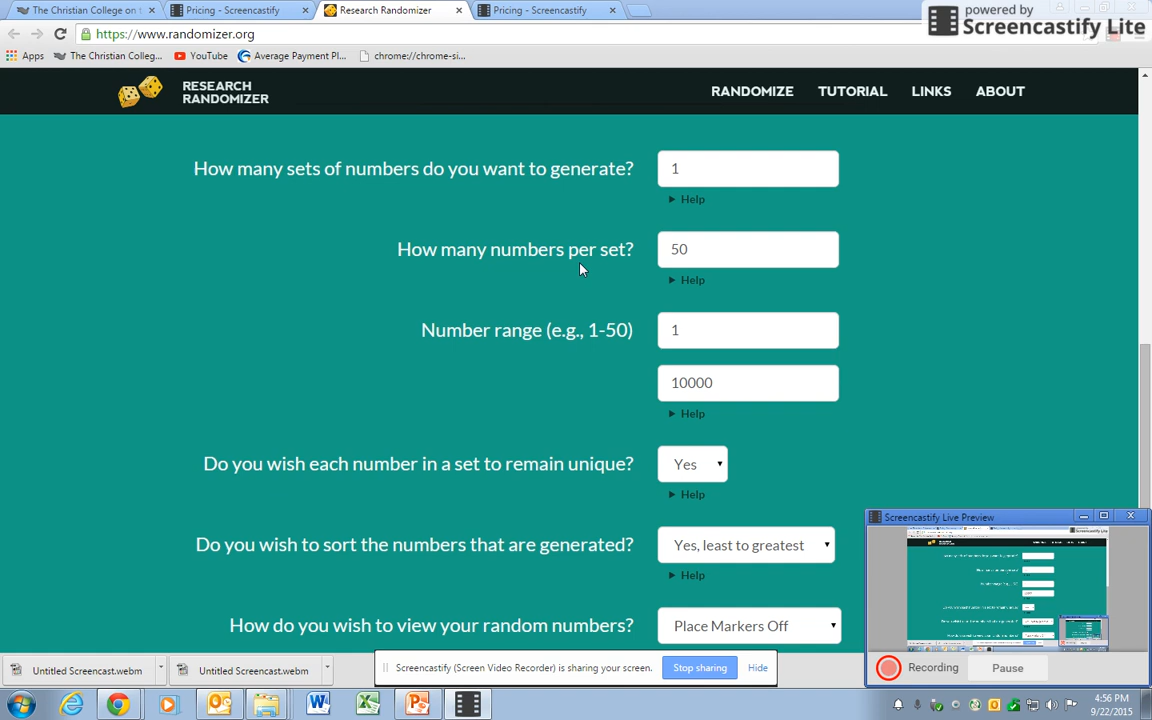 The Christian College on t
Pricing - Screencastify
Research Randomizer
Pricing - Screencastify
powered by
Screencastify Lite
https://www.randomizer.org
Apps
The Christian Colleg...
YouTube
Average Payment Pl...
chrome://chrome-si...
RESEARCH
RANDOMIZER
RANDOMIZE
TUTORIAL
LINKS
ABOUT
How many sets of numbers do you want to generate?
1
Help
How many numbers per set?
50
Help
Number range (e.g., 1-50)
1
10000
Help
Do you wish each number in a set to remain unique?
Yes
Help
Do you wish to sort the numbers that are generated?
Yes, least to greatest
Help
How do you wish to view your random numbers?
Place Markers Off
Screencastify Live Preview
Recording
Pause
Untitled Screencast.webm
Untitled Screencast.webm
Screencastify (Screen Video Recorder) is sharing your screen.
Stop sharing
Hide
4:56 PM
9/22/2015